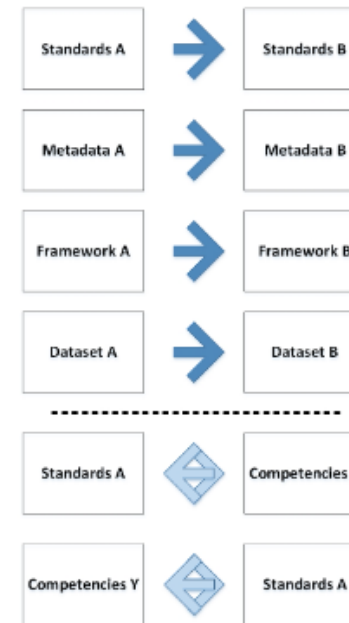 Standards A Standards B
Metadata A Metadata B
Framework A Framework B
Dataset A Dataset B
Standards A Competencies
Competencies Y Standards A